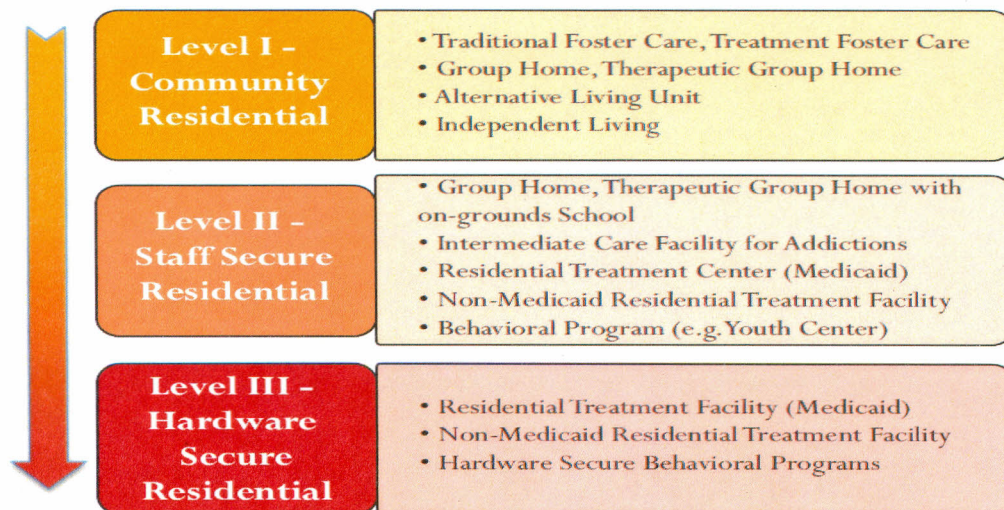 Level I -
Community
Residential
• Traditional Foster Care, Treatment Foster Care
• Group Home, Therapeutic Group Home
• Alternative Living Unit
• Independent Living
Level II -
Staff Secure
Residential
• Group Home, Therapeutic Group Home with
on-grounds School
• Intermediate Care Facility for Addictions
• Residential Treatment Center (Medicaid)
• Non-Medicaid Residential Treatment Facility
• Behavioral Program (e.g. Youth Center)
Level III -
Hardware
Secure
Residential
• Residential Treatment Facility (Medicaid)
• Non-Medicaid Residential Treatment Facility
• Hardware Secure Behavioral Programs